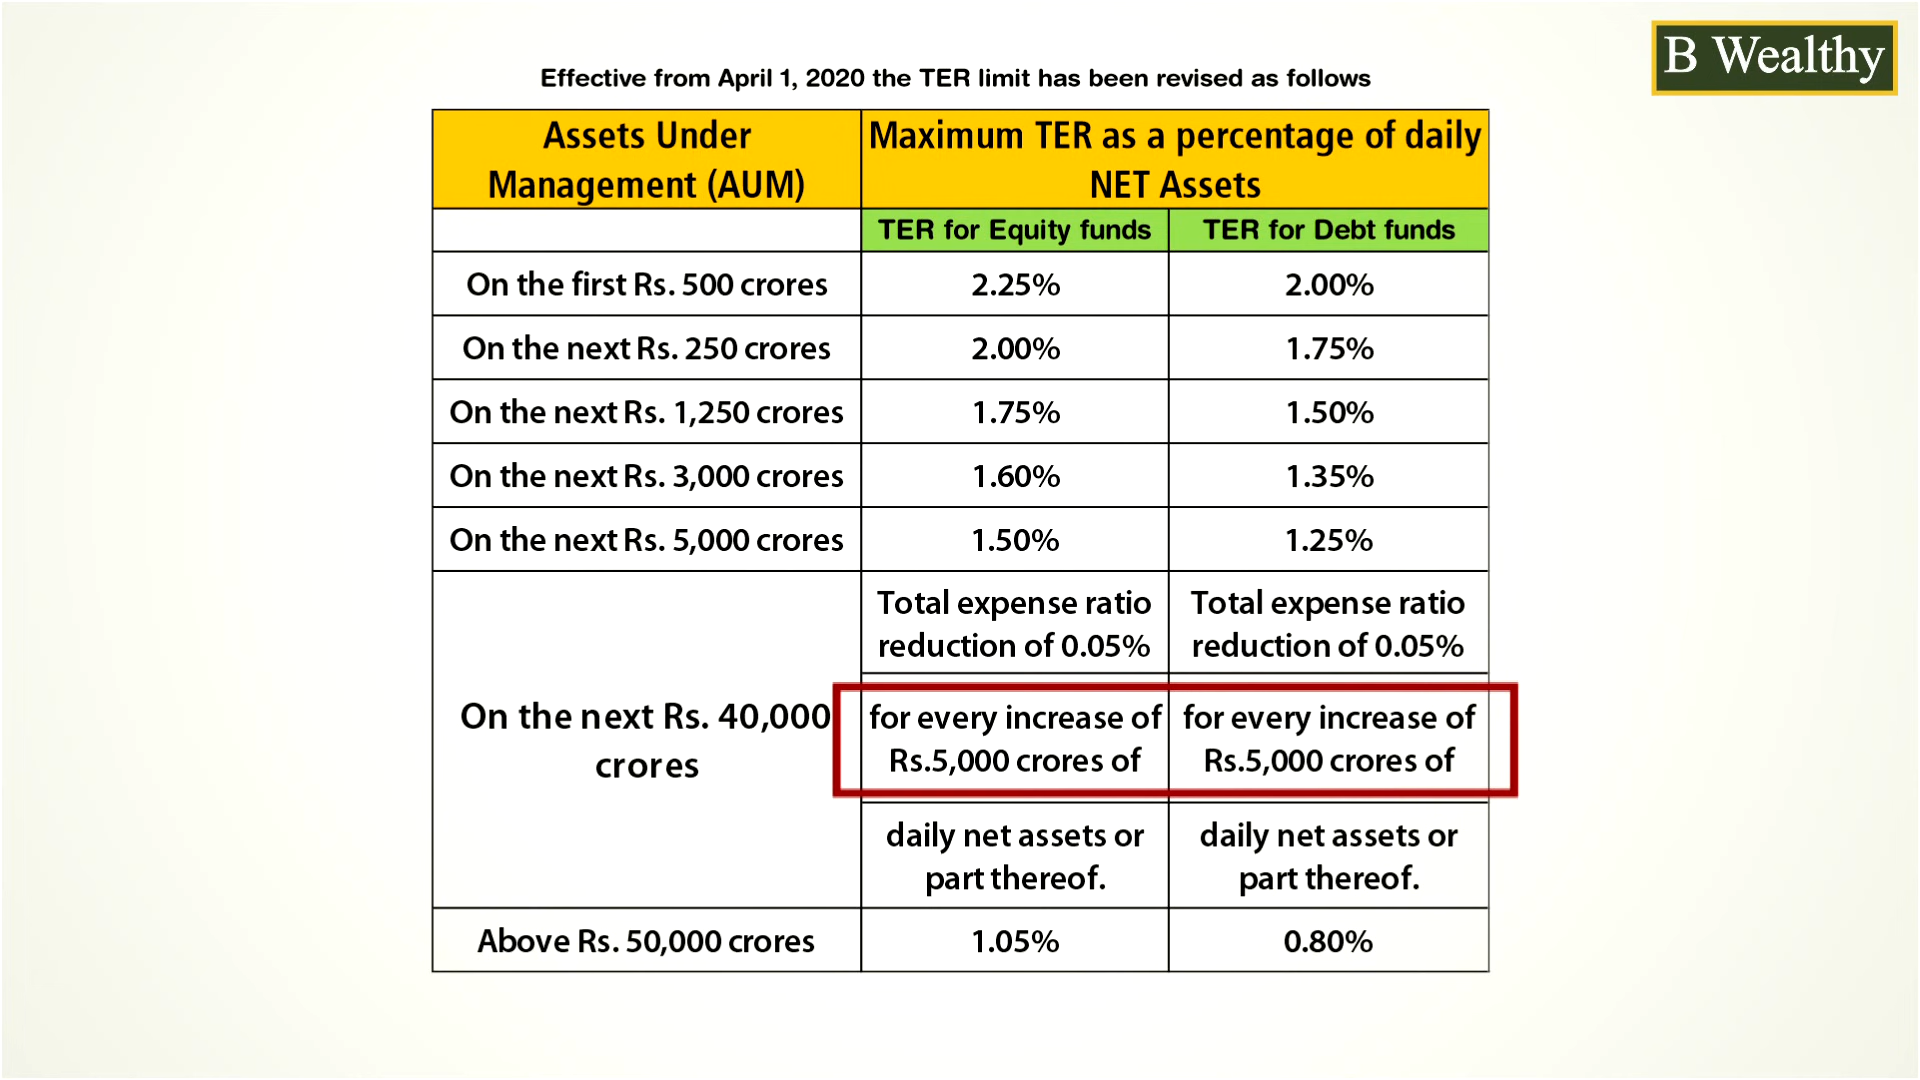 B Wealthy
Effective from April 1, 2020 the TER limit has been revised as follows
Assets Under
Management (AUM)
Maximum TER as a percentage of daily
NET Assets
TER for Equity funds
TER for Debt funds
On the first Rs. 500 crores
2.25%
2.00%
On the next Rs. 250 crores
2.00%
1.75%
On the next Rs. 1,250 crores
1.75%
1.50%
On the next Rs. 3,000 crores
1.60%
1.35%
On the next Rs. 5,000 crores
1.50%
1.25%
On the next Rs. 40,000
crores
Total expense ratio
reduction of 0.05%
Total expense ratio
reduction of 0.05%
for every increase of
Rs.5,000 crores of
for every increase of
Rs.5,000 crores of
daily net assets or
part thereof.
daily net assets or
part thereof.
Above Rs. 50,000 crores
1.05%
0.80%